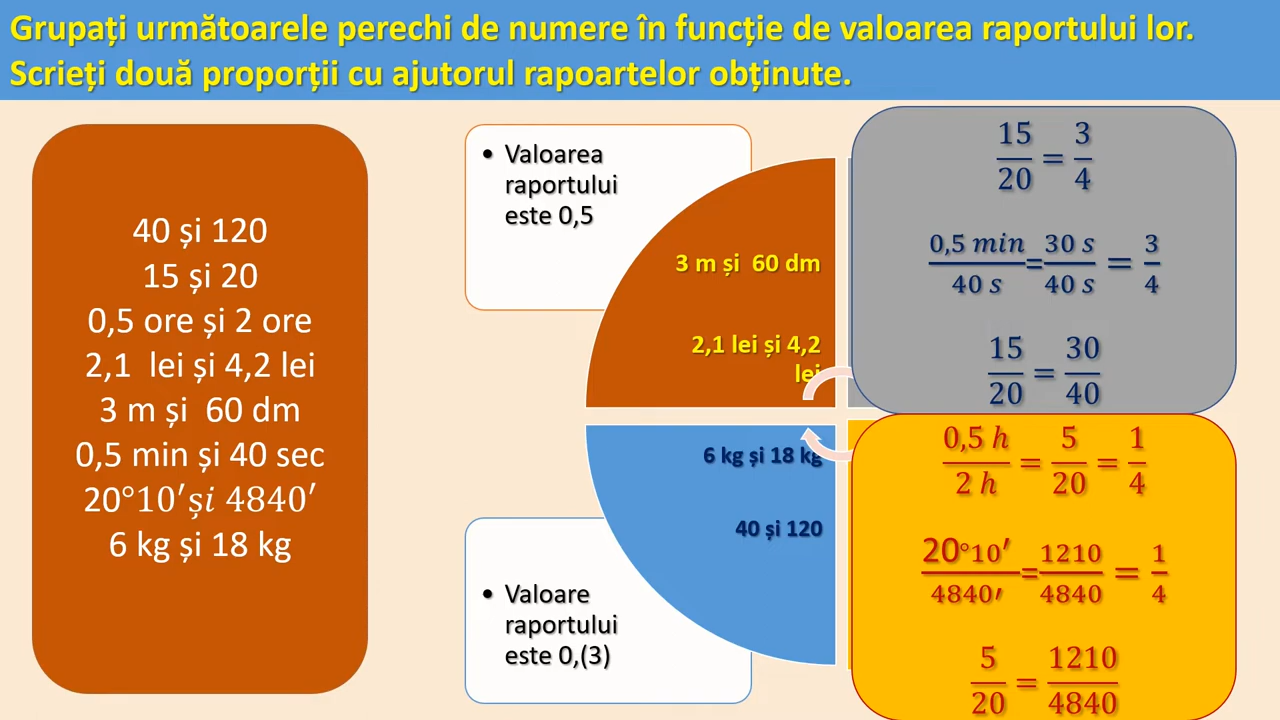 Grupați următoarele perechi de numere în funcție de valoarea raportului lor.
Scrieți două proporții cu ajutorul rapoartelor obținute.
40 și 120
15 și 20
0,5 ore și 2 ore
2,1 lei și 4,2 lei
3 m și 60 dm
0,5 min și 40 sec
20°10′și 4840′
6 kg și 18 kg
• Valoarea
raportului
este 0,5
3 m și 60 dm
2,1 lei și 4,2
lei
6 kg și 18 kg
40 și 120
• Valoare
raportului
este 0,(3)
15/20 = 3/4
0,5 min/40 s=30 s/40 s = 3/4
15/20 = 30/40
0,5 h/2 h = 5/20 = 1/4
20°10′/4840′=1210/4840 = 1/4
5/20 = 1210/4840